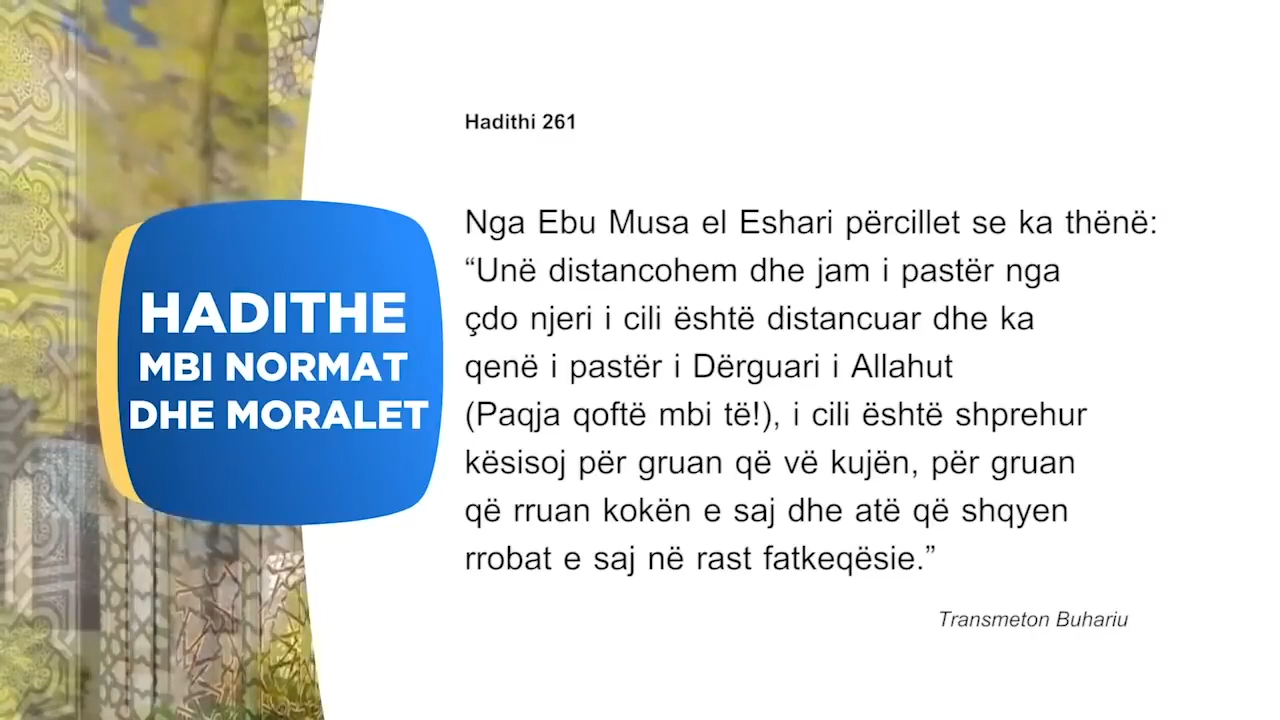 HADITHE
MBI NORMAT
DHE MORALET
Hadithi 261
Nga Ebu Musa el Eshari përcillet se ka thënë:
“Unë distancohem dhe jam i pastër nga
çdo njeri i cili është distancuar dhe ka
qenë i pastër i Dërguari i Allahut
(Paqja qoftë mbi të!), i cili është shprehur
kësisoj për gruan që vë kujën, për gruan
që rruan kokën e saj dhe atë që shqyen
rrobat e saj në rast fatkeqësie.”
Transmeton Buhariu